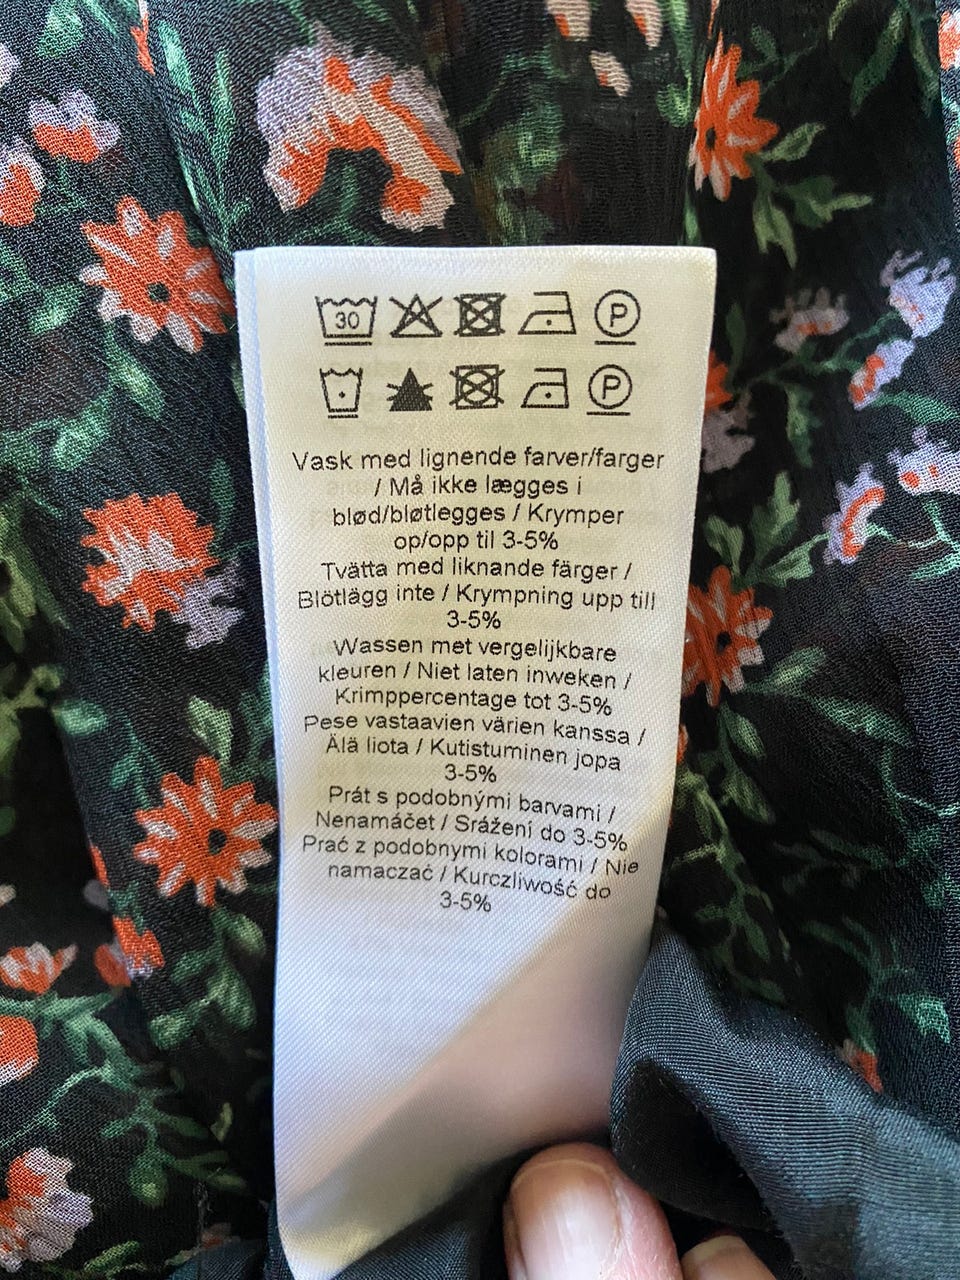 30 P
P
Vask med lignende farver/farger
/ Må ikke lægges i
blød/bløtlegges / Krymper
op/opp til 3-5%
Tvätta med liknande färger /
Blötlägg inte / Krympning upp till
3-5%
Wassen met vergelijkbare
kleuren / Niet laten inweken /
Krimppercentage tot 3-5%
Pese vastaavien värien kanssa /
Älä liota / Kutistuminen jopa
3-5%
Prát s podobnými barvami /
Nenamáčet / Srážení do 3-5%
Prać z podobnymi kolorami / Nie
namaczać / Kurczliwość do
3-5%